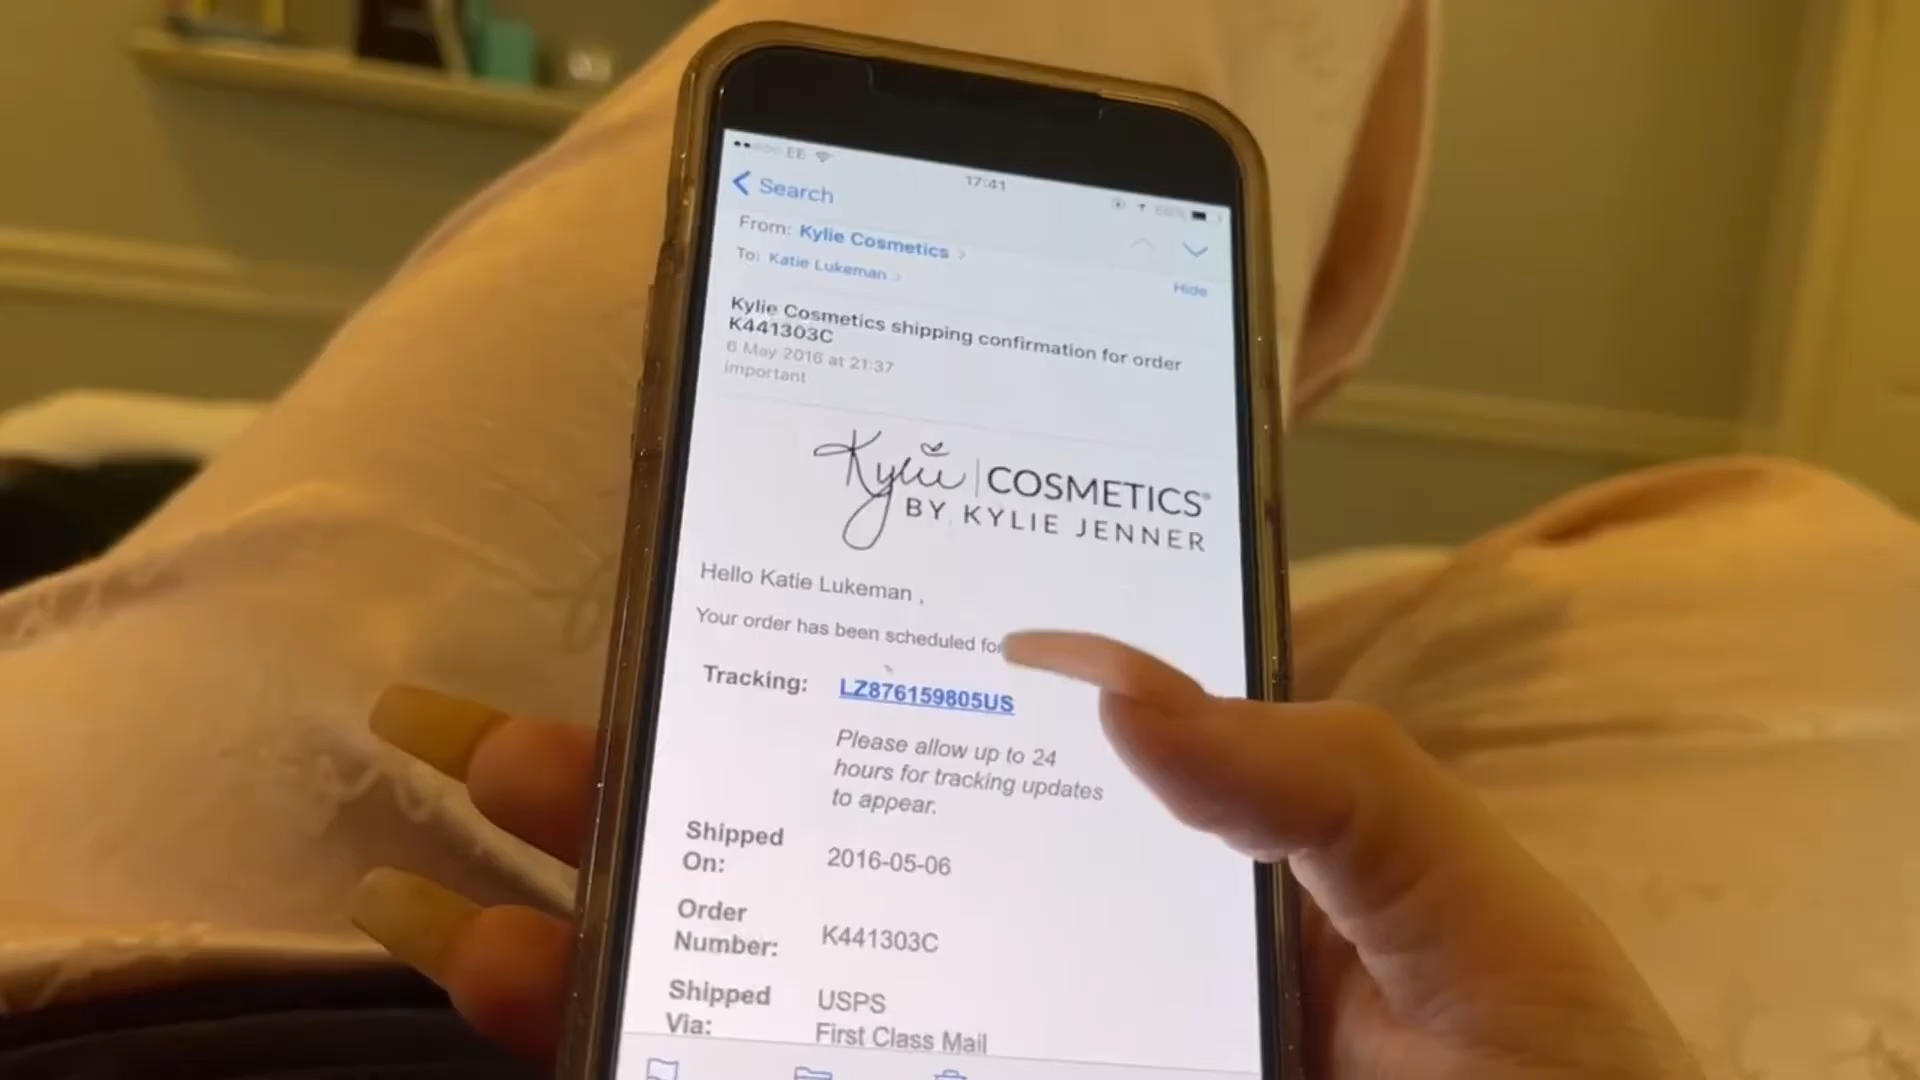 EE
17:41
Search
From: Kylie Cosmetics
To: Katie Lukeman
Hide
Kylie Cosmetics shipping confirmation for order
K441303C
6 May 2016 at 21:37
important
Kylie | COSMETICS®
BY KYLIE JENNER
Hello Katie Lukeman ,
Your order has been scheduled for
Tracking: LZ876159805US
Please allow up to 24
hours for tracking updates
to appear.
Shipped
On: 2016-05-06
Order
Number: K441303C
Shipped
Via: USPS
First Class Mail